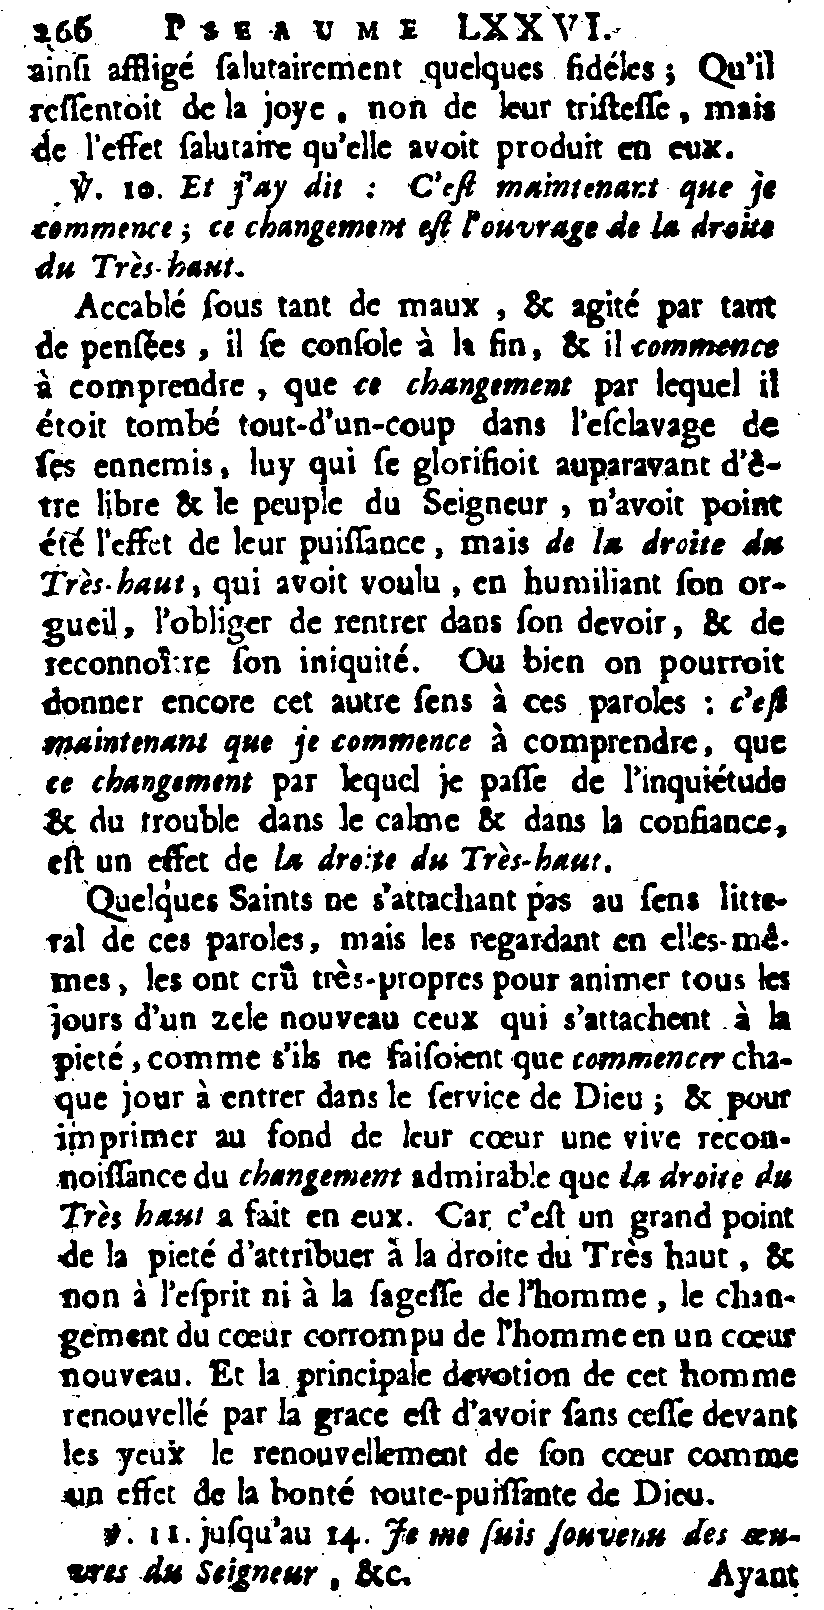 266 PSEAUME LXXVI.
ainſi affligé ſalutairement quelques fidéles ; Qu'il
reſſentoit de la joye, non de leur triſteſſe, mais
de l'effet ſalutaire qu'elle avoit produit en eux.
℣. 10. Et j'ay dit : C'eſt maintenant que je
commence ; ce changement eſt l'ouvrage de la droite
du Très-haut.
Accablé ſous tant de maux, & agité par tant
de penſées, il ſe conſole à la fin, & il commence
à comprendre, que ce changement par lequel il
étoit tombé tout-d'un-coup dans l'eſclavage de
ſes ennemis, luy qui ſe glorifioit auparavant d'ê-
tre libre & le peuple du Seigneur, n'avoit point
été l'effet de leur puiſſance, mais de la droite du
Très-haut, qui avoit voulu, en humiliant ſon or-
gueil, l'obliger de rentrer dans ſon devoir, & de
reconnoître ſon iniquité. Ou bien on pourroit
donner encore cet autre ſens à ces paroles : c'eſt
maintenant que je commence à comprendre, que
ce changement par lequel je paſſe de l'inquiétude
& du trouble dans le calme & dans la confiance,
eſt un effet de la droite du Très-haut.
Quelques Saints ne s'attachant pas au ſens litte-
ral de ces paroles, mais les regardant en elles-mê-
mes, les ont crû très-propres pour animer tous les
jours d'un zele nouveau ceux qui s'attachent à la
pieté, comme s'ils ne faiſoient que commencer cha-
que jour à entrer dans le ſervice de Dieu ; & pour
imprimer au fond de leur cœur une vive recon-
noiſſance du changement admirable que la droite du
Très haut a fait en eux. Car c'eſt un grand point
de la pieté d'attribuer à la droite du Très haut, &
non à l'eſprit ni à la ſageſſe de l'homme, le chan-
gement du cœur corrompu de l'homme en un cœur
nouveau. Et la principale devotion de cet homme
renouvellé par la grace eſt d'avoir ſans ceſſe devant
les yeux le renouvellement de ſon cœur comme
un effet de la bonté toute-puiſſante de Dieu.
℣. 11. juſqu'au 14. Je me ſuis ſouvenu des œu-
vres du Seigneur, &c. Ayant